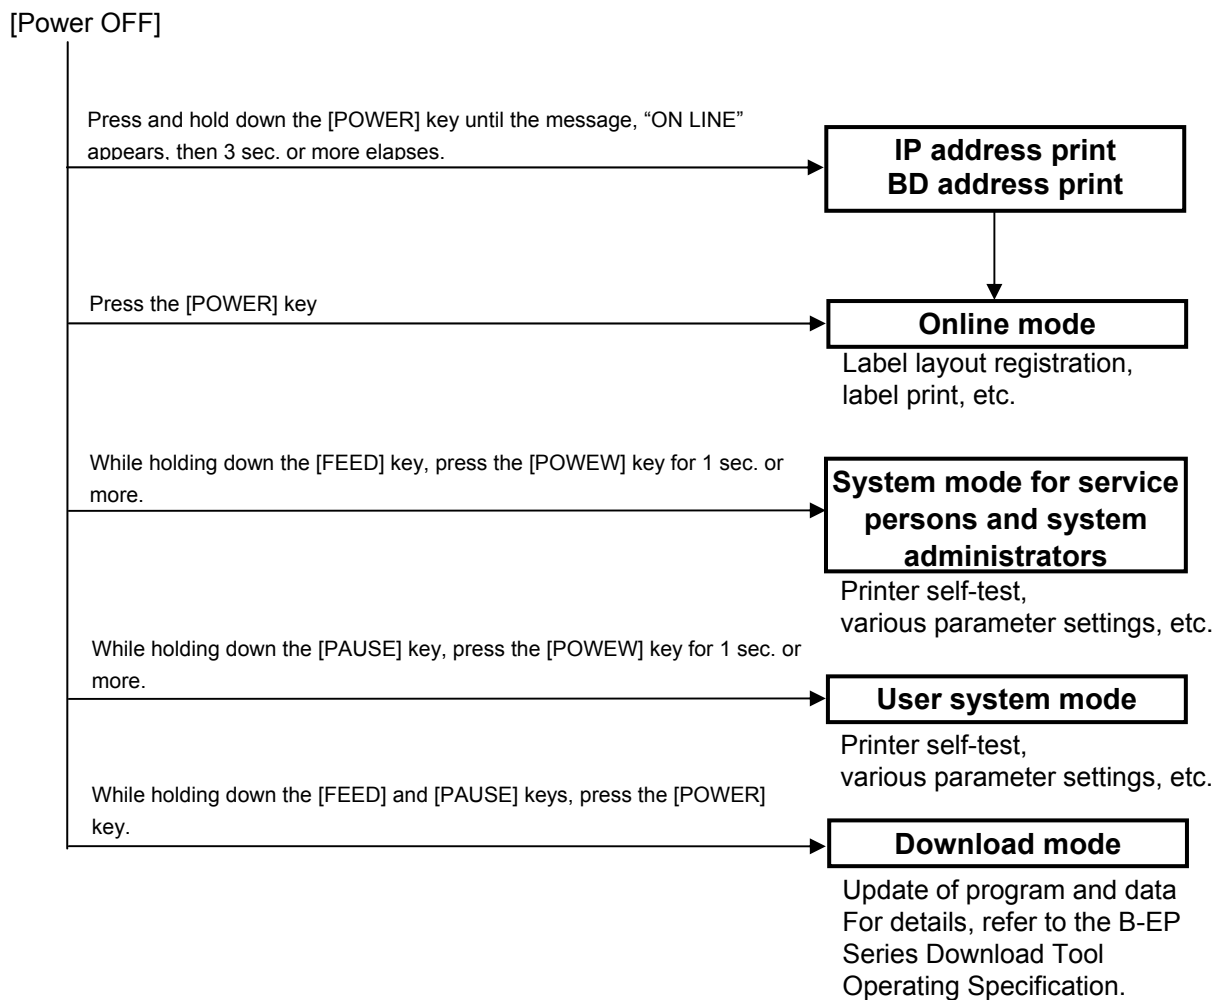 [Power OFF]
Press and hold down the [POWER] key until the message, “ON LINE”
appears, then 3 sec. or more elapses.
IP address print
BD address print
Press the [POWER] key
Online mode
Label layout registration,
label print, etc.
While holding down the [FEED] key, press the [POWEW] key for 1 sec. or
more.
System mode for service
persons and system
administrators
Printer self-test,
various parameter settings, etc.
While holding down the [PAUSE] key, press the [POWEW] key for 1 sec. or
more.
User system mode
Printer self-test,
various parameter settings, etc.
While holding down the [FEED] and [PAUSE] keys, press the [POWER]
key.
Download mode
Update of program and data
For details, refer to the B-EP
Series Download Tool
Operating Specification.